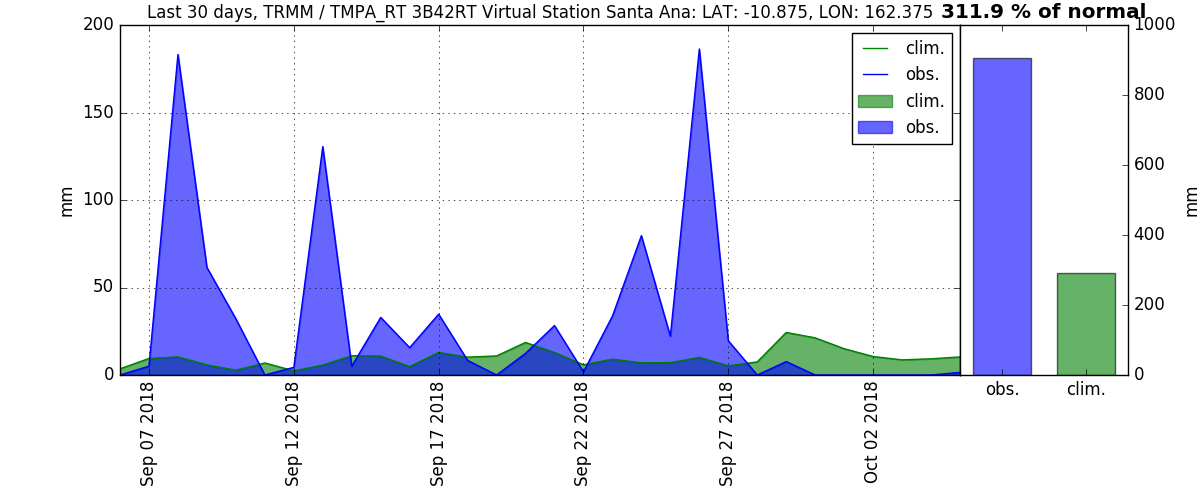 Last 30 days, TRMM / TMPA_RT 3B42RT Virtual Station Santa Ana: LAT: -10.875, LON: 162.375 311.9 % of normal
200
150
100
50
0
mm
clim.
obs.
clim.
obs.
Sep 07 2018
Sep 12 2018
Sep 17 2018
Sep 22 2018
Sep 27 2018
Oct 02 2018
1000
800
600
400
200
0
mm
obs.
clim.